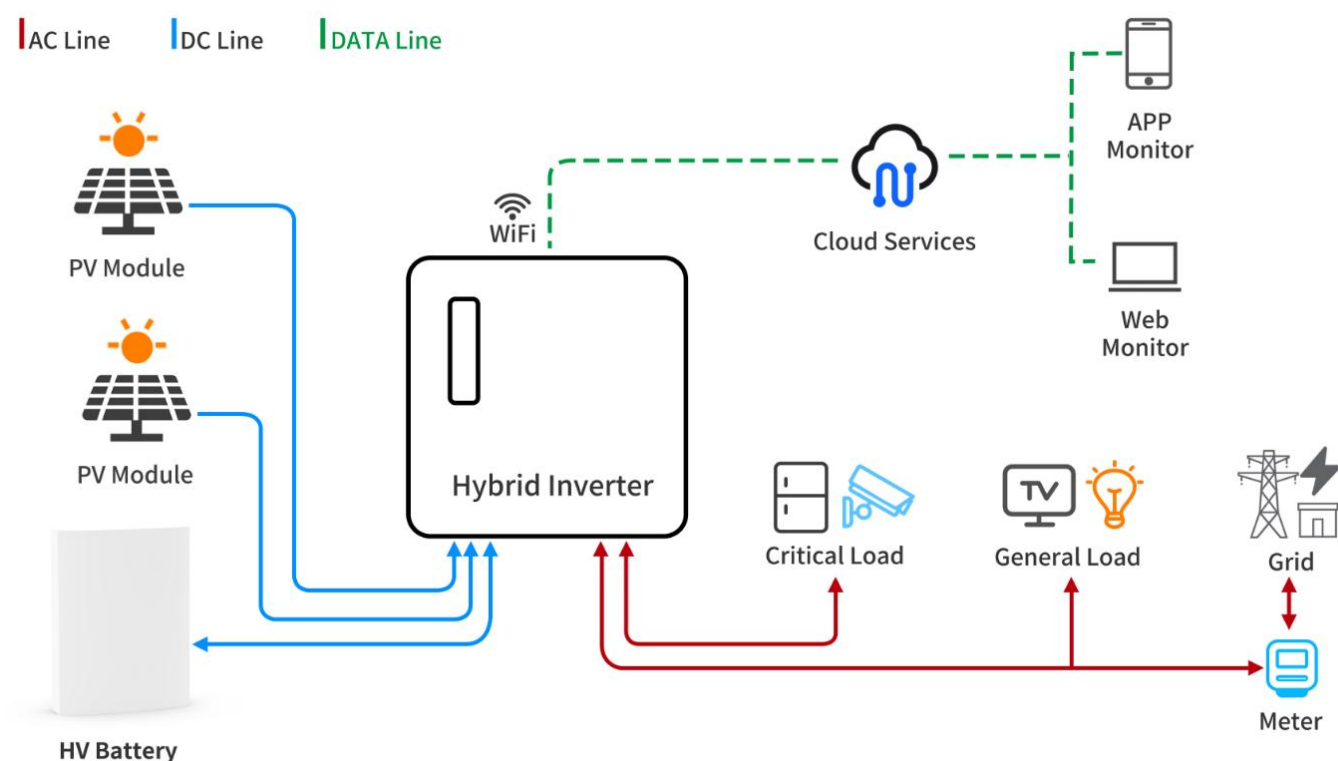 AC Line
DC Line
DATA Line
PV Module
PV Module
HV Battery
WiFi
Hybrid Inverter
Cloud Services
APP
Monitor
Web
Monitor
Critical Load
TV
General Load
Grid
Meter